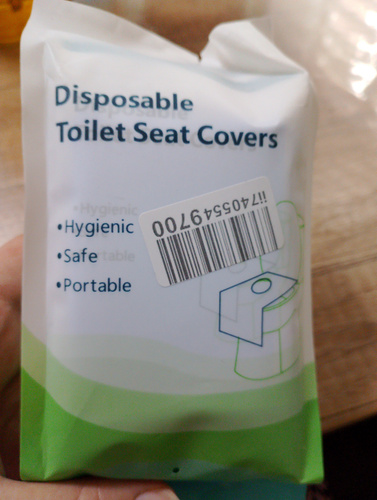 Disposable
Toilet Seat Covers
•Hygienic
•Safe
•Portable
ii7405549700